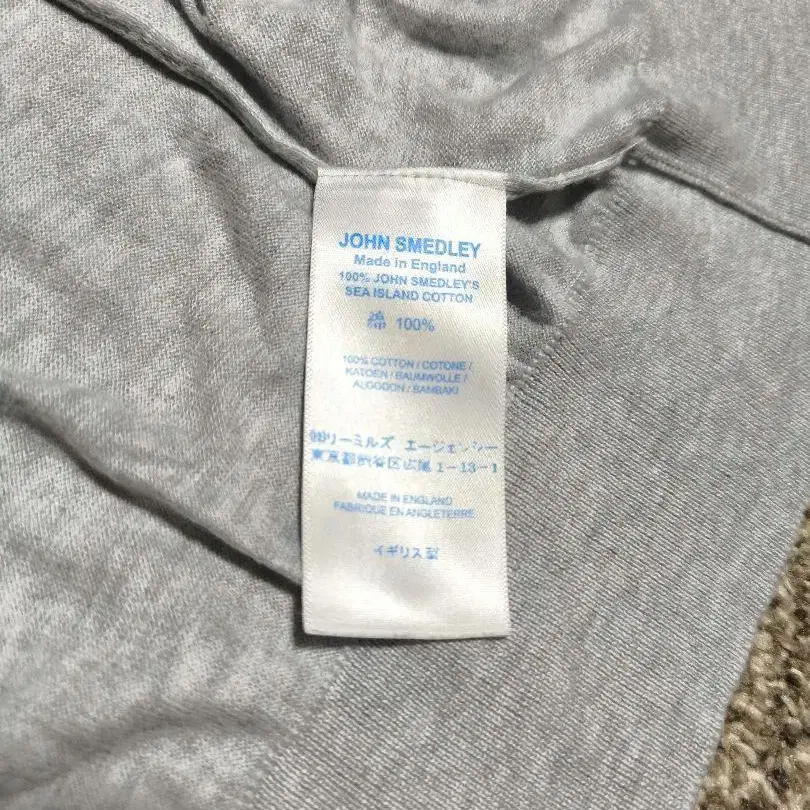 JOHN SMEDLEY
Made in England
100% JOHN SMEDLEY'S
SEA ISLAND COTTON
綿 100%
100% COTTON / COTONE /
KATOEN / BAUMWOLLE /
ALGODON / BAMBAKI
㈱リーミルズ エージェンシー
東京都渋谷区広尾1-13-1
MADE IN ENGLAND
FABRIQUE EN ANGLETERRE
イギリス製